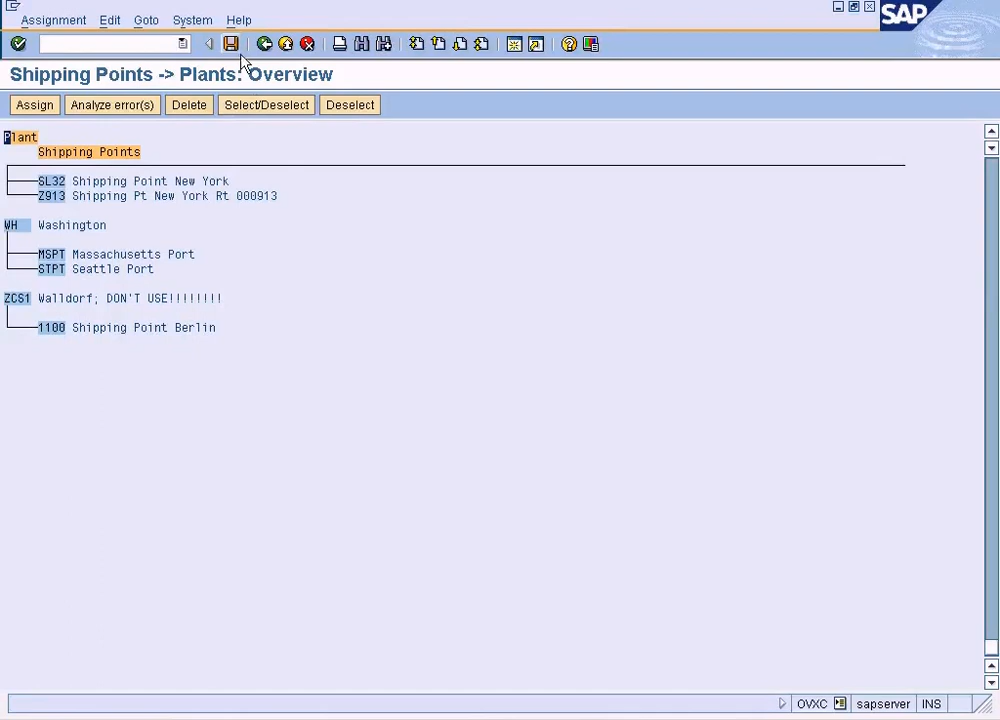 Assignment Edit Goto System Help
SAP
Shipping Points -> Plants: Overview
Assign Analyze error(s) Delete Select/Deselect Deselect
Plant
Shipping Points
SL32 Shipping Point New York
Z913 Shipping Pt New York Rt 000913
WH Washington
MSPT Massachusetts Port
STPT Seattle Port
ZCS1 Walldorf; DON'T USE!!!!!!!!
1100 Shipping Point Berlin
OVXC sapserver INS